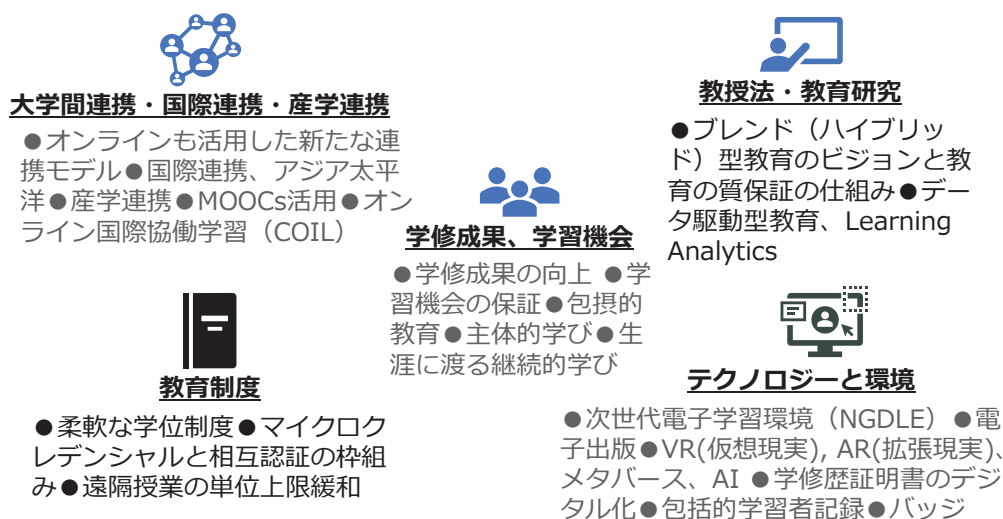 大学間連携・国際連携・産学連携
●オンラインも活用した新たな連
携モデル●国際連携、アジア太平
洋●産学連携●MOOCs活用●オン
ライン国際協働学習（COIL）
教授法・教育研究
●ブレンド（ハイブリッ
ド）型教育のビジョンと教
育の質保証の仕組み●デー
タ駆動型教育、Learning
Analytics
学修成果、学習機会
●学修成果の向上 ●学
習機会の保証●包摂的
教育●主体的学び●生
涯に渡る継続的学び
教育制度
●柔軟な学位制度●マイクロク
レデンシャルと相互認証の枠組
み●遠隔授業の単位上限緩和
テクノロジーと環境
●次世代電子学習環境（NGDLE）●電
子出版●VR(仮想現実), AR(拡張現実)、
メタバース、AI ●学修歴証明書のデジ
タル化●包括的学習者記録●バッジ